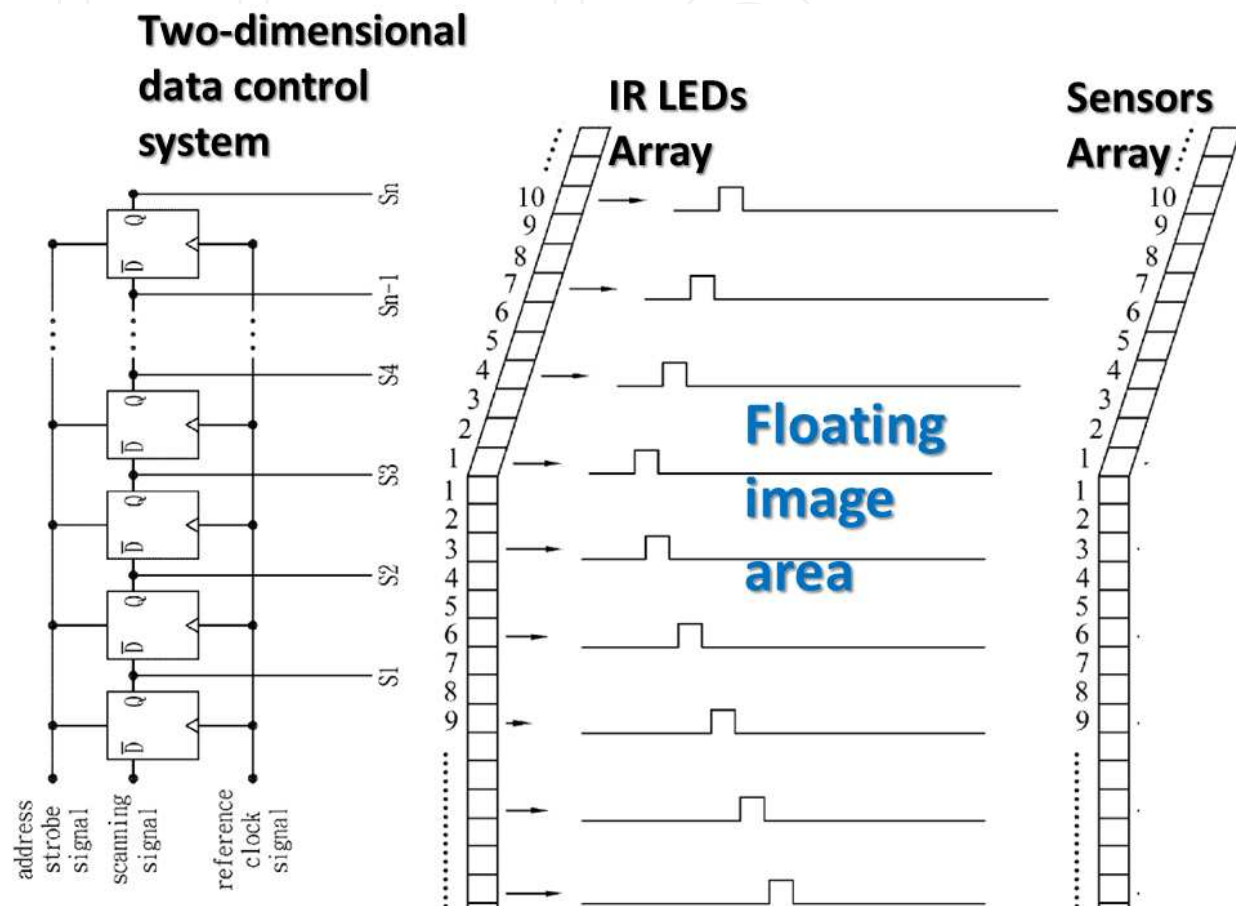 Two-dimensional
data control
system
Sn
Q
D̅
Sn-1
S4
Q
D̅
S3
Q
D̅
S2
Q
D̅
S1
Q
D̅
address
strobe
signal
scanning
signal
reference
clock
signal
IR LEDs
Array
10
9
8
7
6
5
4
3
2
1
1
2
3
4
5
6
7
8
9
Floating
image
area
Sensors
Array
10
9
8
7
6
5
4
3
2
1
1
2
3
4
5
6
7
8
9